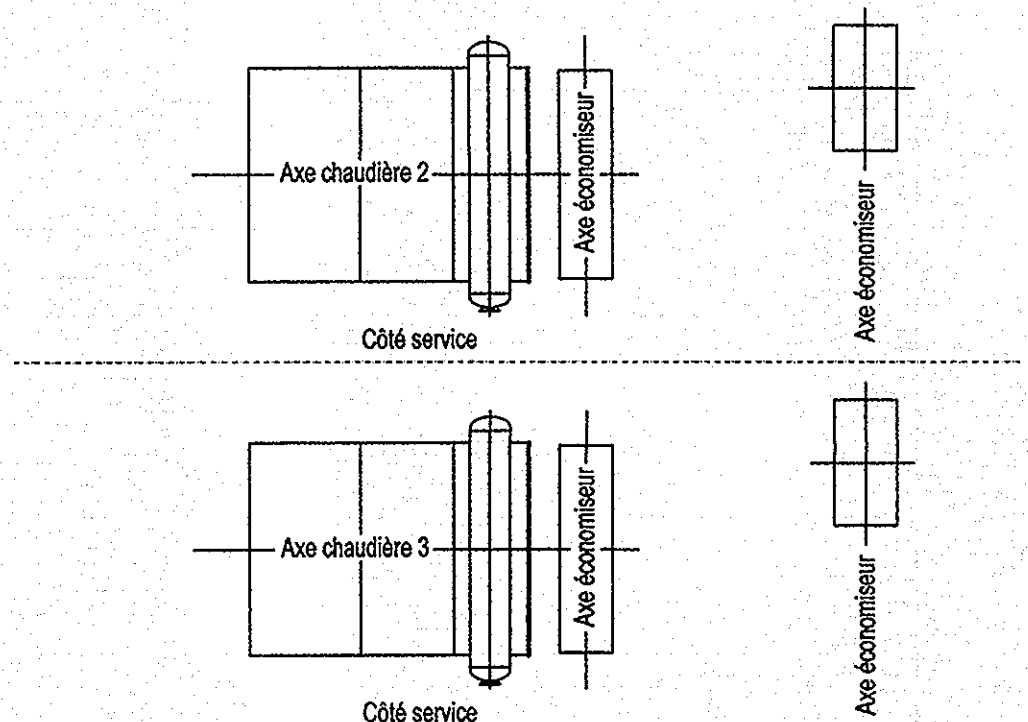 Axe chaudière 2
Axe économiseur
Axe économiseur
Côté service
Axe chaudière 3
Axe économiseur
Axe économiseur
Côté service